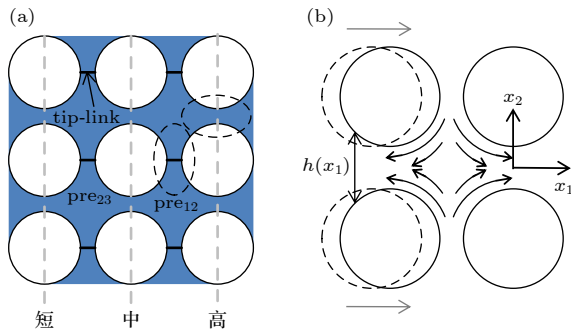 (a)
(b)
tip-link
pre₂₃
pre₁₂
短
中
高
x₂
h(x₁)
x₁